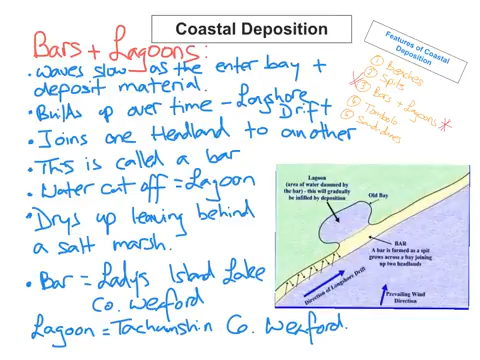 Coastal Deposition
Bars + Lagoons:
• Waves slow as the enter bay +
deposit material.
• Builds up over time - Longshore
Drift
• Joins one Headland to another
• This is called a bar
• Water cut off = Lagoon
• Drys up leaving behind
a salt marsh.
• Bar = Ladys Island Lake
Co. Wexford
Lagoon = Tacumshin Co. Wexford.
Features of Coastal
Deposition
① Beaches
② Spits
③ Bars + Lagoons
④ Tombolo
⑤ Sand dunes
Lagoon
(area of water dammed by
the bar) - this will gradually
be infilled by deposition
Old Bay
BAR
A bar is formed as a spit
grows across a bay joining
up two headlands
Direction of Longshore Drift
Prevailing Wind
Direction